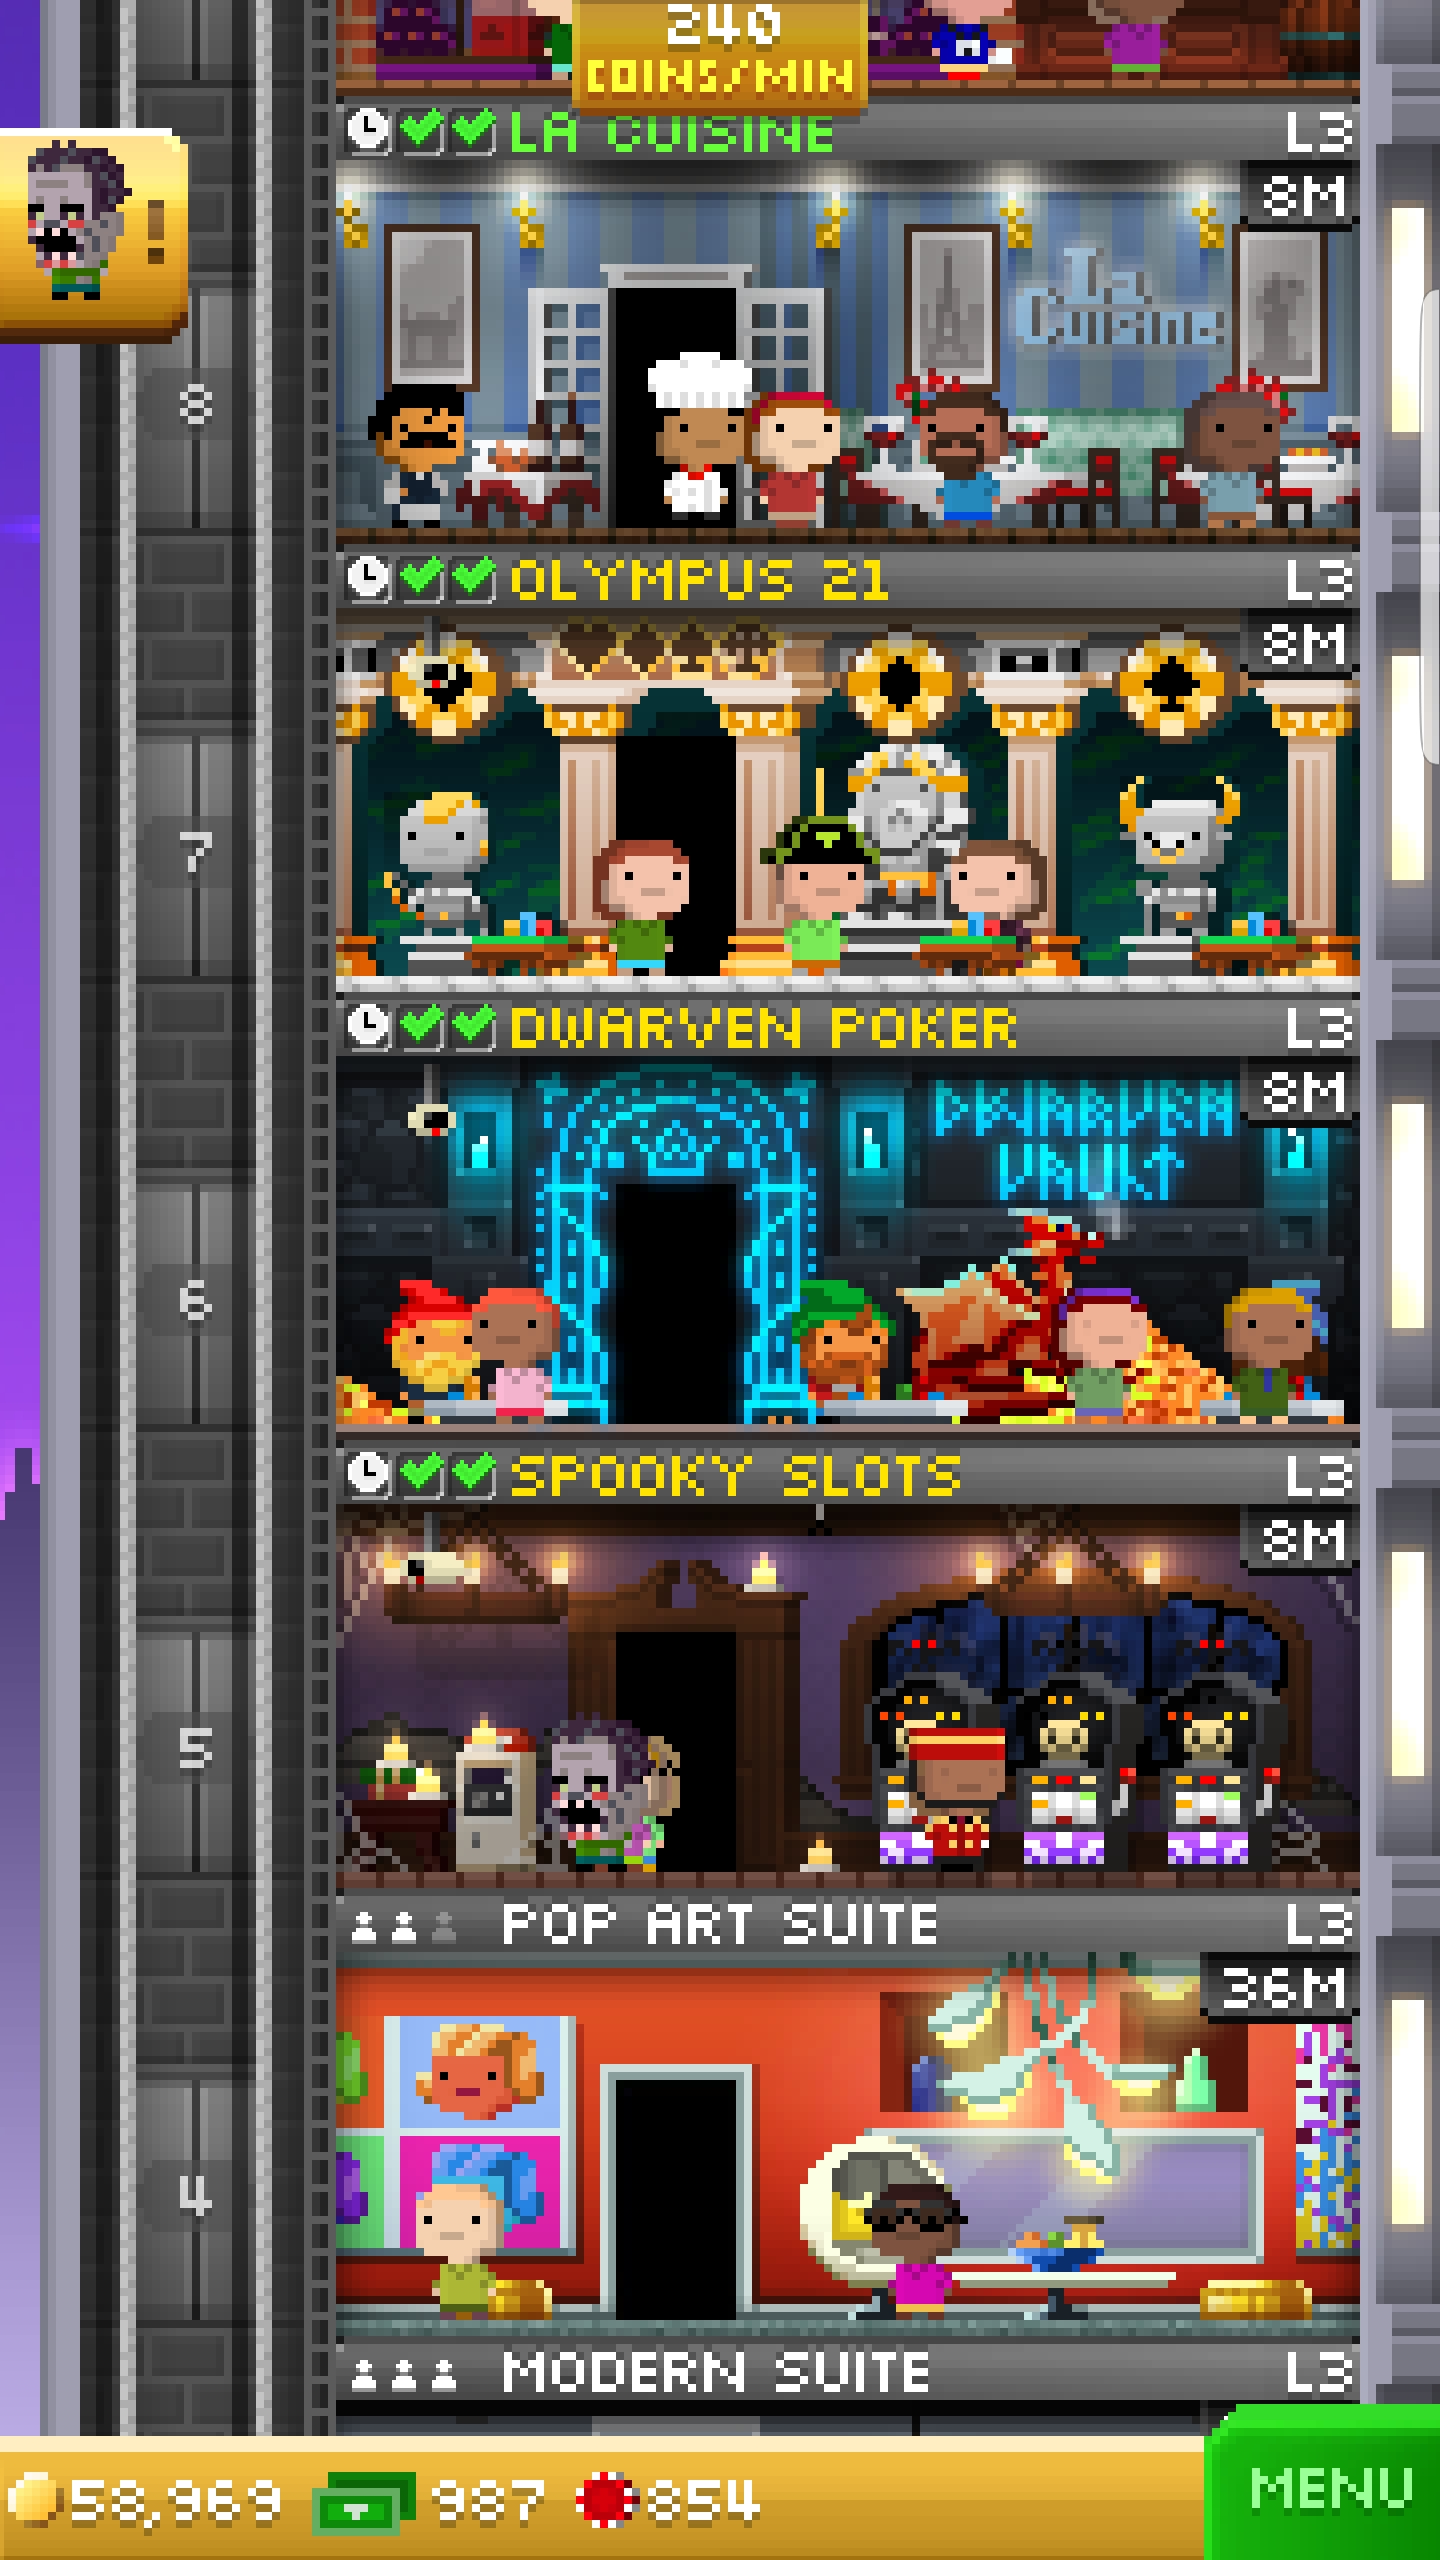 240
COINS/MIN
LA CUISINE L3
8M
La
Cuisine
8
OLYMPUS 21 L3
8M
7
DWARVEN POKER L3
8M
DWARVEN
VAULT
6
SPOOKY SLOTS L3
8M
5
POP ART SUITE L3
36M
4
MODERN SUITE L3
58,969 987 854
MENU